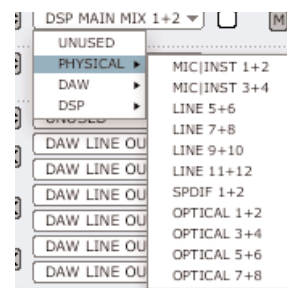 DSP MAIN MIX 1+2
M
UNUSED
PHYSICAL
DAW
DSP
MIC|INST 1+2
MIC|INST 3+4
LINE 5+6
LINE 7+8
LINE 9+10
LINE 11+12
SPDIF 1+2
OPTICAL 1+2
OPTICAL 3+4
OPTICAL 5+6
OPTICAL 7+8
UNUSED
DAW LINE OU
DAW LINE OU
DAW LINE OU
DAW LINE OU
DAW LINE OU
DAW LINE OU